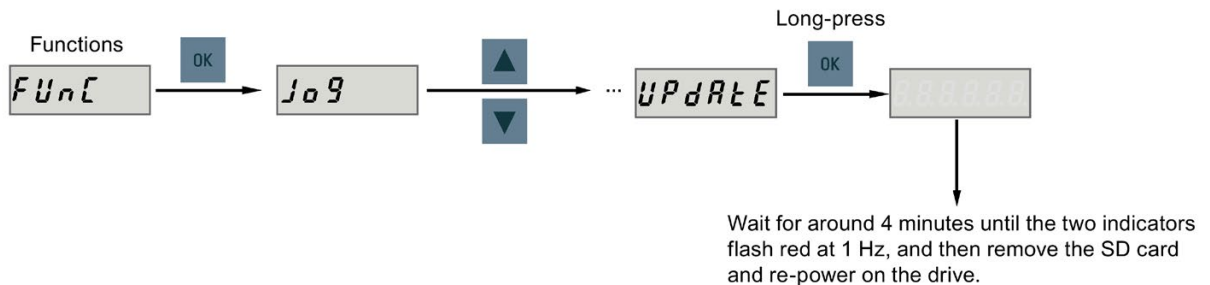 Long-press
Functions
OK
OK
FUnC
Jog
...
UPdAtE
8.8.8.8.8.8.
Wait for around 4 minutes until the two indicators
flash red at 1 Hz, and then remove the SD card
and re-power on the drive.